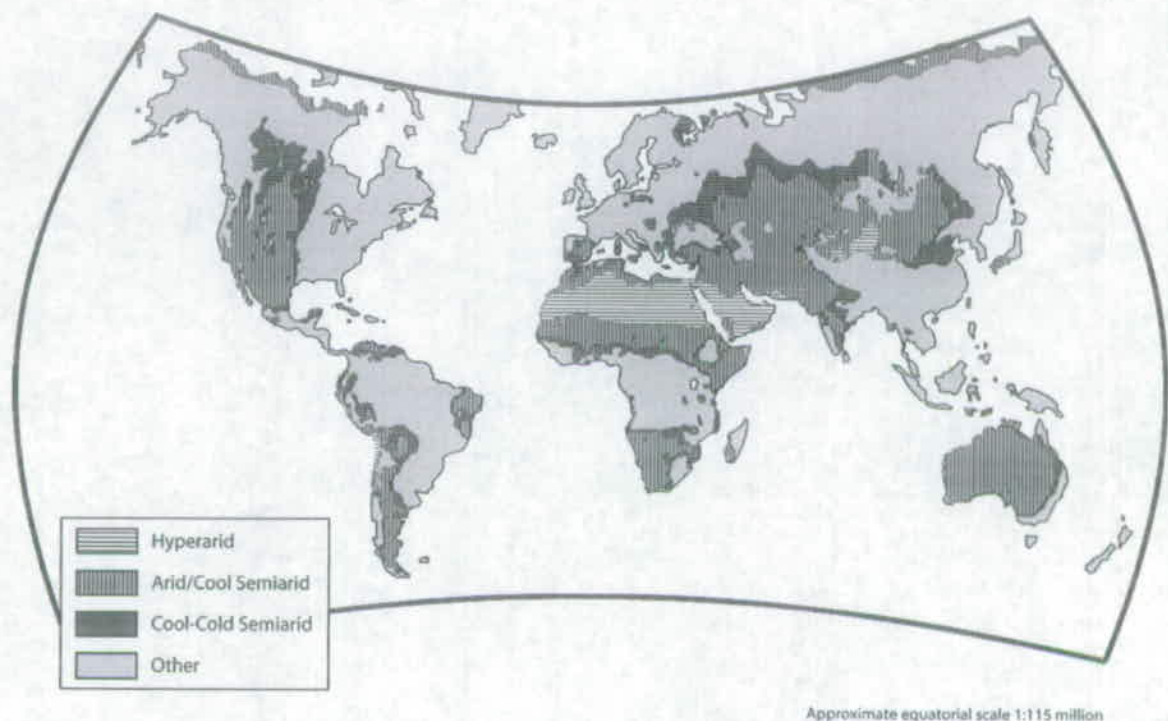 Hyperarid
Arid/Cool Semiarid
Cool-Cold Semiarid
Other
Approximate equatorial scale 1:115 million